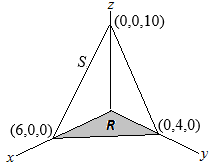 z
(0,0,10)
S
R
(6,0,0)
(0,4,0)
x
y